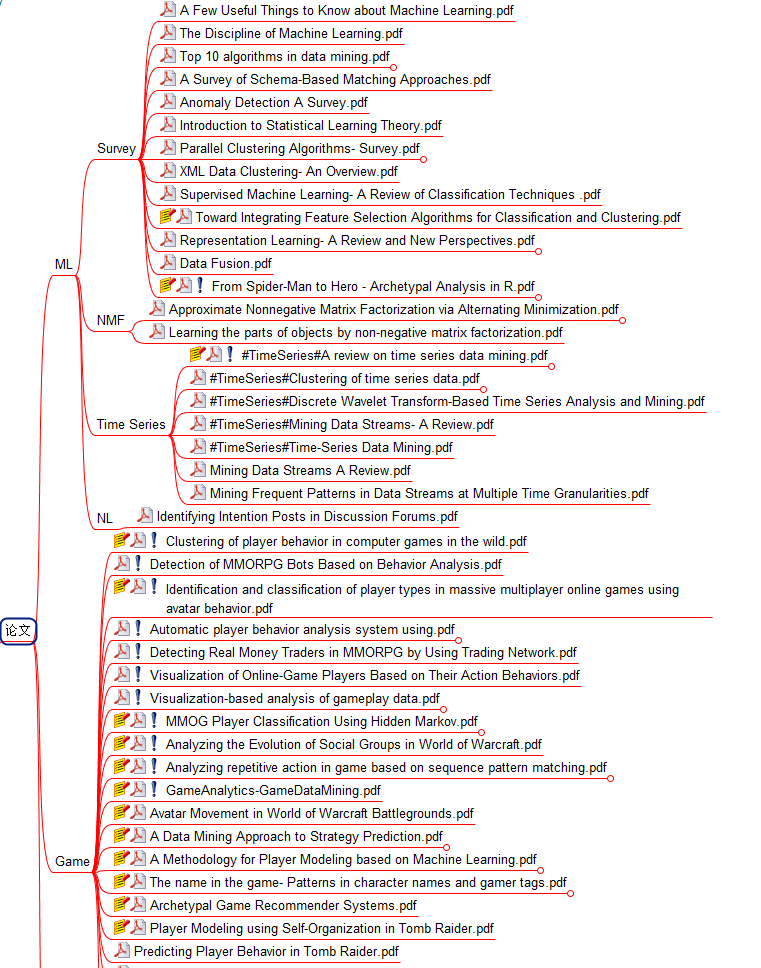 A Few Useful Things to Know about Machine Learning.pdf
The Discipline of Machine Learning.pdf
Top 10 algorithms in data mining.pdf
A Survey of Schema-Based Matching Approaches.pdf
Anomaly Detection A Survey.pdf
Introduction to Statistical Learning Theory.pdf
Survey
Parallel Clustering Algorithms- Survey.pdf
XML Data Clustering- An Overview.pdf
Supervised Machine Learning- A Review of Classification Techniques .pdf
Toward Integrating Feature Selection Algorithms for Classification and Clustering.pdf
Representation Learning- A Review and New Perspectives.pdf
Data Fusion.pdf
From Spider-Man to Hero - Archetypal Analysis in R.pdf
ML
NMF
Approximate Nonnegative Matrix Factorization via Alternating Minimization.pdf
Learning the parts of objects by non-negative matrix factorization.pdf
#TimeSeries#A review on time series data mining.pdf
#TimeSeries#Clustering of time series data.pdf
#TimeSeries#Discrete Wavelet Transform-Based Time Series Analysis and Mining.pdf
Time Series
#TimeSeries#Mining Data Streams- A Review.pdf
#TimeSeries#Time-Series Data Mining.pdf
Mining Data Streams A Review.pdf
Mining Frequent Patterns in Data Streams at Multiple Time Granularities.pdf
NL
Identifying Intention Posts in Discussion Forums.pdf
论文
Clustering of player behavior in computer games in the wild.pdf
Detection of MMORPG Bots Based on Behavior Analysis.pdf
Identification and classification of player types in massive multiplayer online games using
avatar behavior.pdf
Automatic player behavior analysis system using.pdf
Detecting Real Money Traders in MMORPG by Using Trading Network.pdf
Visualization of Online-Game Players Based on Their Action Behaviors.pdf
Visualization-based analysis of gameplay data.pdf
MMOG Player Classification Using Hidden Markov.pdf
Analyzing the Evolution of Social Groups in World of Warcraft.pdf
Analyzing repetitive action in game based on sequence pattern matching.pdf
GameAnalytics-GameDataMining.pdf
Avatar Movement in World of Warcraft Battlegrounds.pdf
A Data Mining Approach to Strategy Prediction.pdf
Game
A Methodology for Player Modeling based on Machine Learning.pdf
The name in the game- Patterns in character names and gamer tags.pdf
Archetypal Game Recommender Systems.pdf
Player Modeling using Self-Organization in Tomb Raider.pdf
Predicting Player Behavior in Tomb Raider.pdf